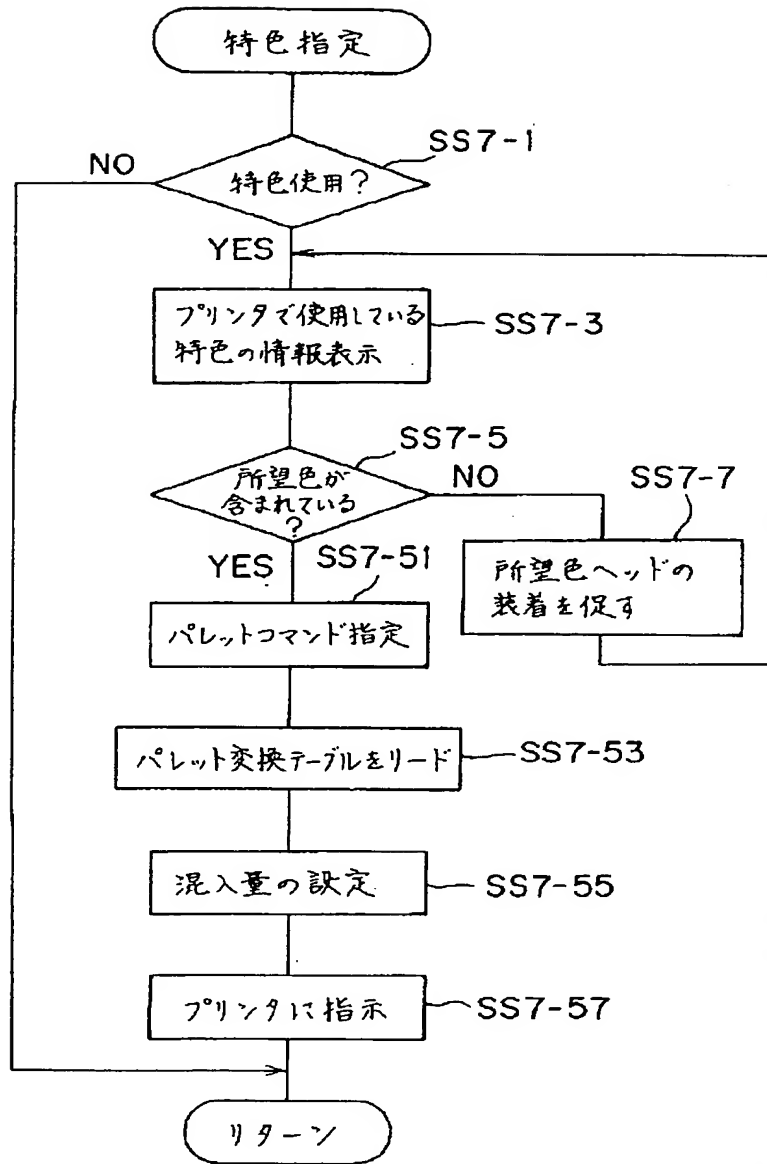 特色指定
SS7-1
NO
特色使用?
YES
プリンタで使用している
特色の情報表示
SS7-3
SS7-5
所望色が
含まれている
?
NO
SS7-7
YES
SS7-51
所望色ヘッドの
装着を促す
パレットコマンド指定
パレット変換テーブルをリード
SS7-53
混入量の設定
SS7-55
プリンタに指示
SS7-57
リターン